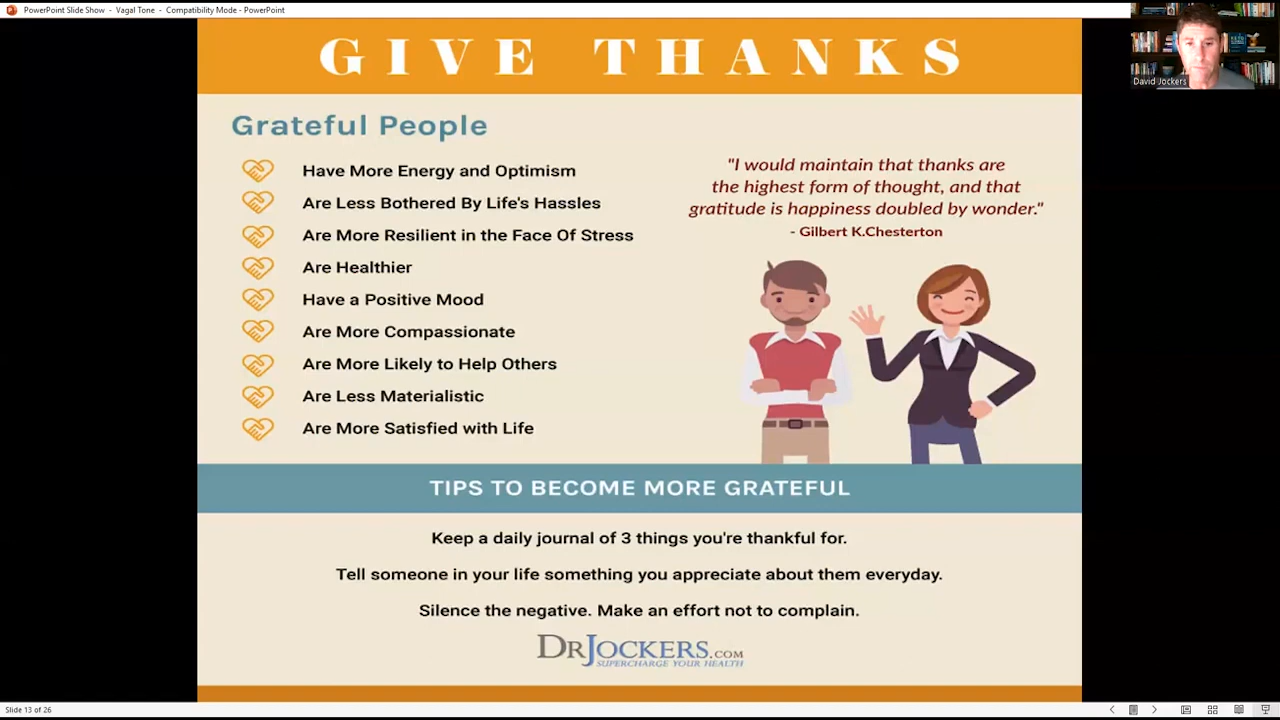 PowerPoint Slide Show - Vagal Tone - Compatibility Mode - PowerPoint
GIVE THANKS
David Jockers
Grateful People
Have More Energy and Optimism
Are Less Bothered By Life's Hassles
Are More Resilient in the Face Of Stress
Are Healthier
Have a Positive Mood
Are More Compassionate
Are More Likely to Help Others
Are Less Materialistic
Are More Satisfied with Life
"I would maintain that thanks are
the highest form of thought, and that
gratitude is happiness doubled by wonder."
- Gilbert K.Chesterton
TIPS TO BECOME MORE GRATEFUL
Keep a daily journal of 3 things you're thankful for.
Tell someone in your life something you appreciate about them everyday.
Silence the negative. Make an effort not to complain.
DRJOCKERS.COM
SUPERCHARGE YOUR HEALTH
Slide 13 of 26